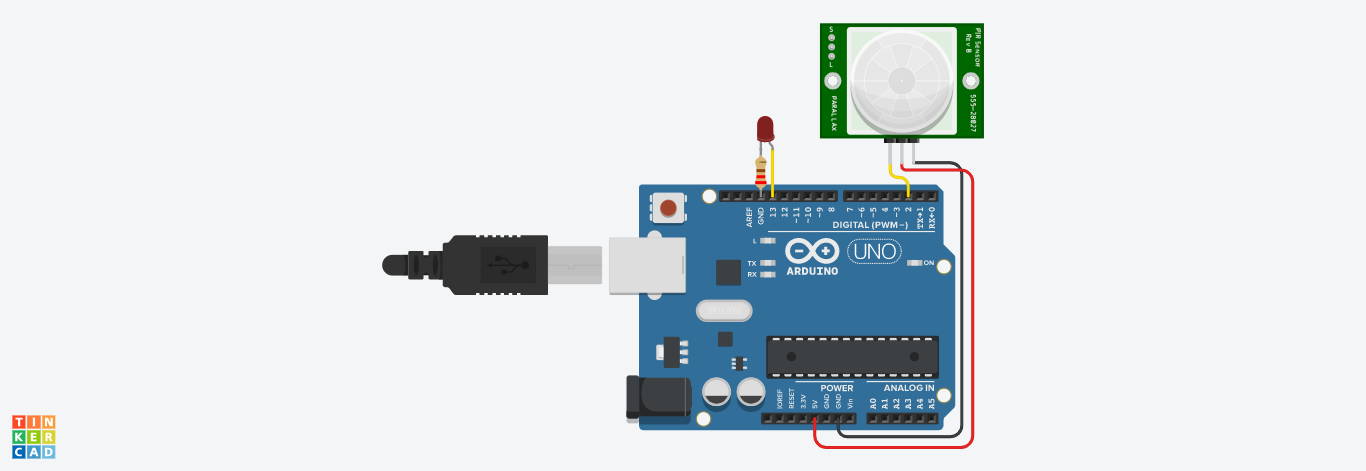 S
L
PIR SENSOR
REV B
PARALLAX
555-28027
AREF
GND
13
12
~11
~10
~9
8
7
~6
~5
4
~3
2
TX→1
RX←0
DIGITAL (PWM~)
L
TX
RX
ARDUINO
UNO
ON
POWER
ANALOG IN
IOREF
RESET
3.3V
5V
GND
GND
Vin
A0
A1
A2
A3
A4
A5
TIN
KER
CAD